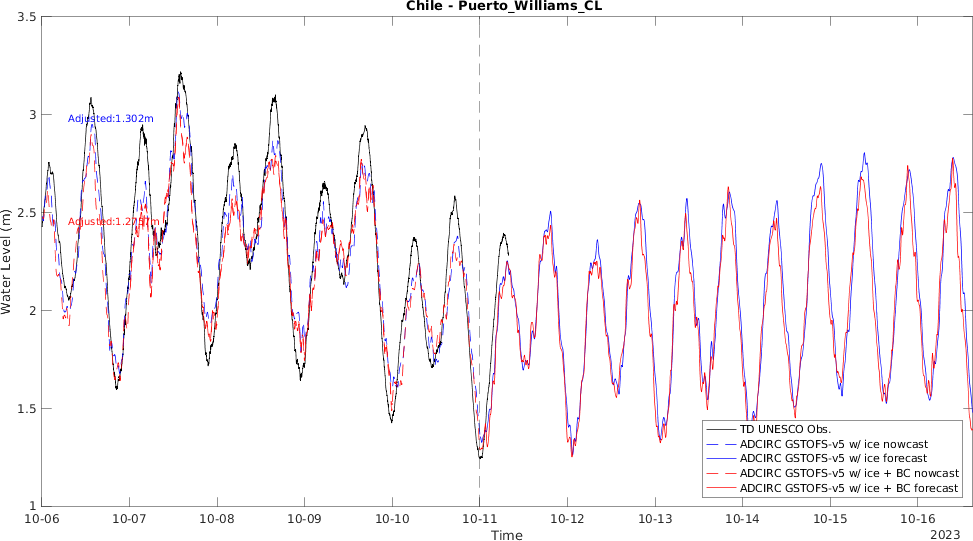 Chile - Puerto_Williams_CL
3.5
3
2.5
2
1.5
1
Water Level (m)
Adjusted:1.302m
10-06
10-07
10-08
10-09
10-10
10-11
10-12
10-13
10-14
10-15
10-16
Time
2023
TD UNESCO Obs.
ADCIRC GSTOFS-v5 w/ ice nowcast
ADCIRC GSTOFS-v5 w/ ice forecast
ADCIRC GSTOFS-v5 w/ ice + BC nowcast
ADCIRC GSTOFS-v5 w/ ice + BC forecast